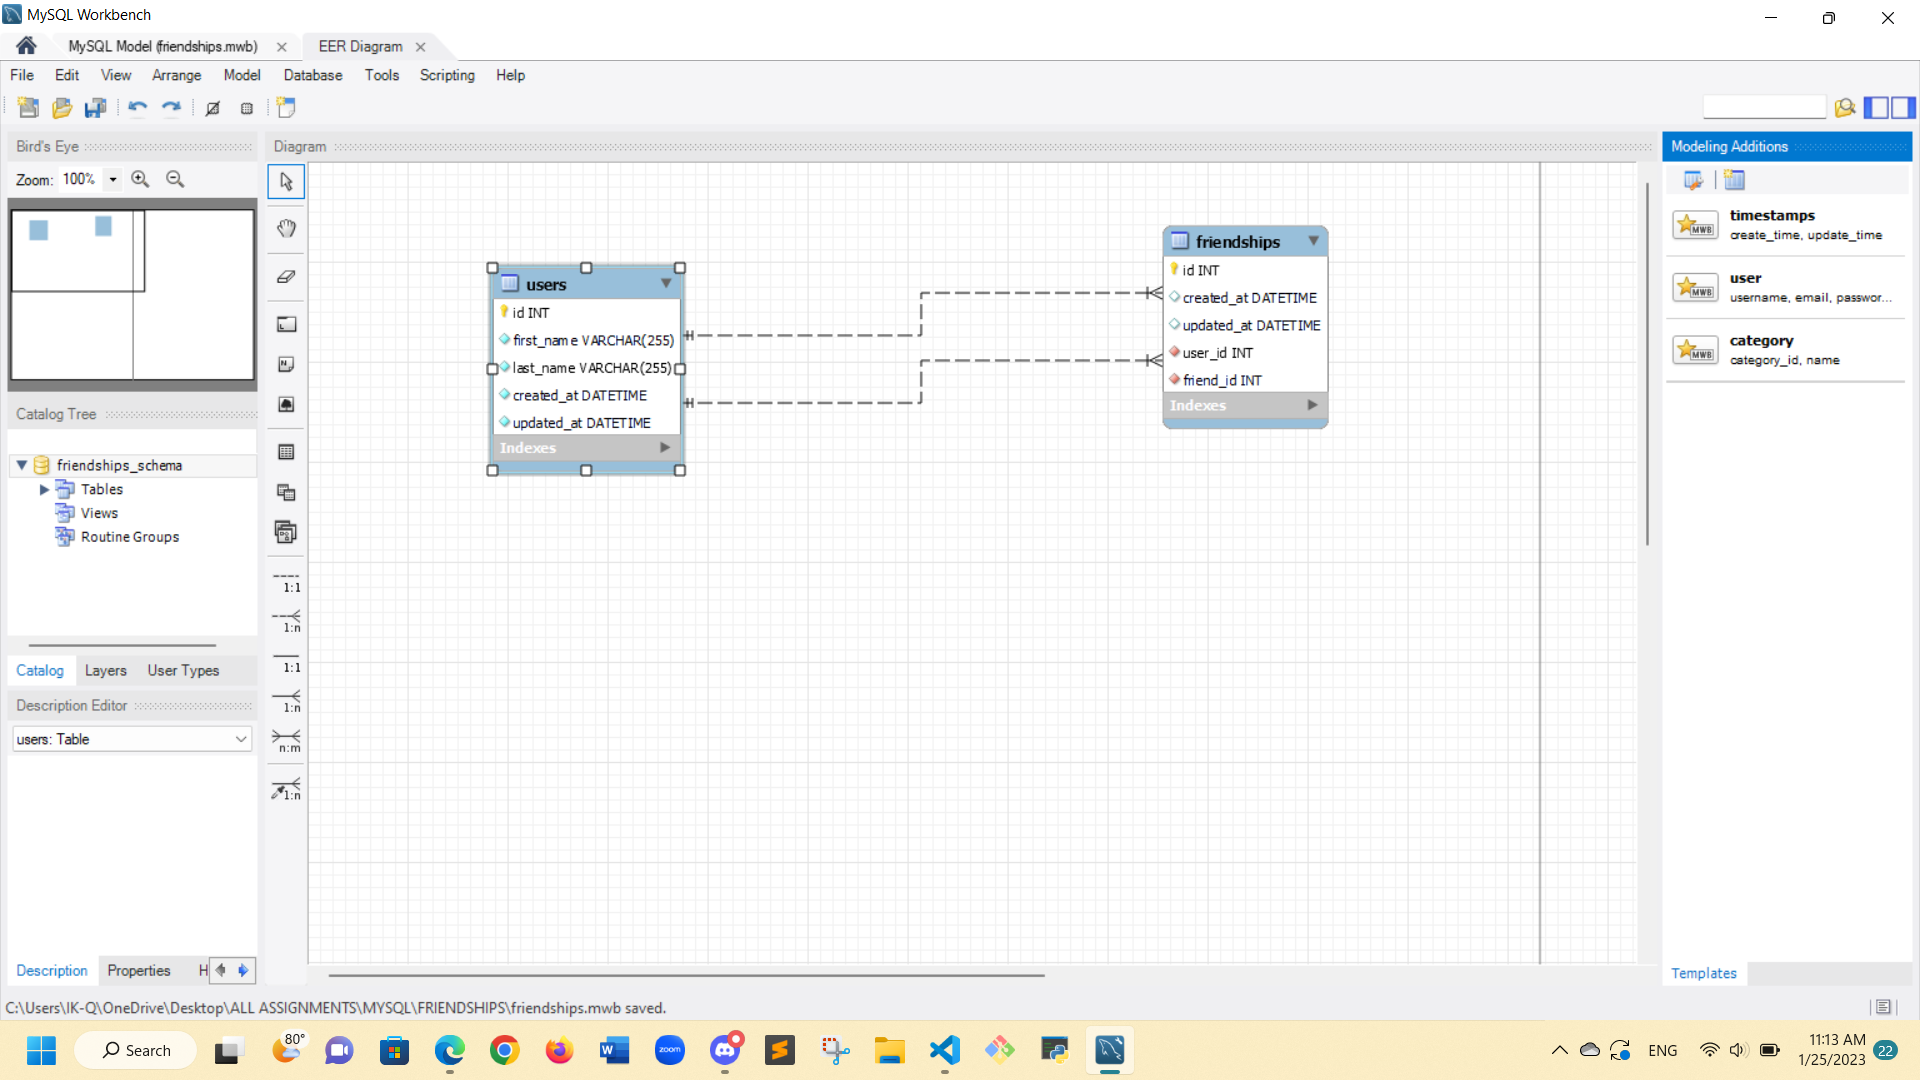 MySQL Workbench
MySQL Model (friendships.mwb)
EER Diagram
File Edit View Arrange Model Database Tools Scripting Help
Bird's Eye
Zoom: 100%
Catalog Tree
friendships_schema
Tables
Views
Routine Groups
Catalog Layers User Types
Description Editor
users: Table
Description Properties H
Diagram
1:1
1:n
1:1
1:n
n:m
1:n
users
id INT
first_name VARCHAR(255)
last_name VARCHAR(255)
created_at DATETIME
updated_at DATETIME
Indexes
friendships
id INT
created_at DATETIME
updated_at DATETIME
user_id INT
friend_id INT
Indexes
Modeling Additions
MWB
timestamps
create_time, update_time
MWB
user
username, email, passwor...
MWB
category
category_id, name
Templates
C:\Users\IK-Q\OneDrive\Desktop\ALL ASSIGNMENTS\MYSQL\FRIENDSHIPS\friendships.mwb saved.
Search
80°
W
zoom
S
ENG
11:13 AM
1/25/2023
22